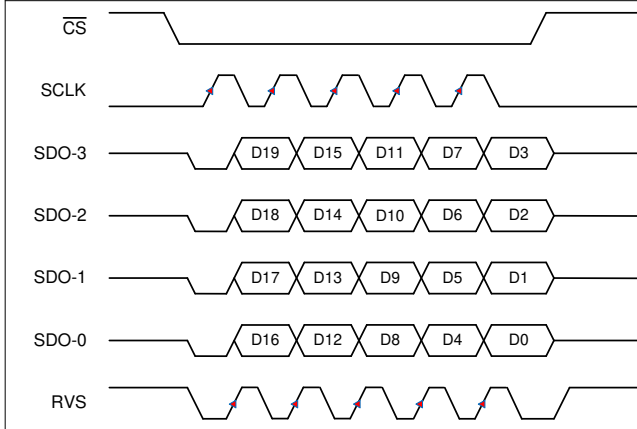 CS
SCLK
SDO-3 D19 D15 D11 D7 D3
SDO-2 D18 D14 D10 D6 D2
SDO-1 D17 D13 D9 D5 D1
SDO-0 D16 D12 D8 D4 D0
RVS